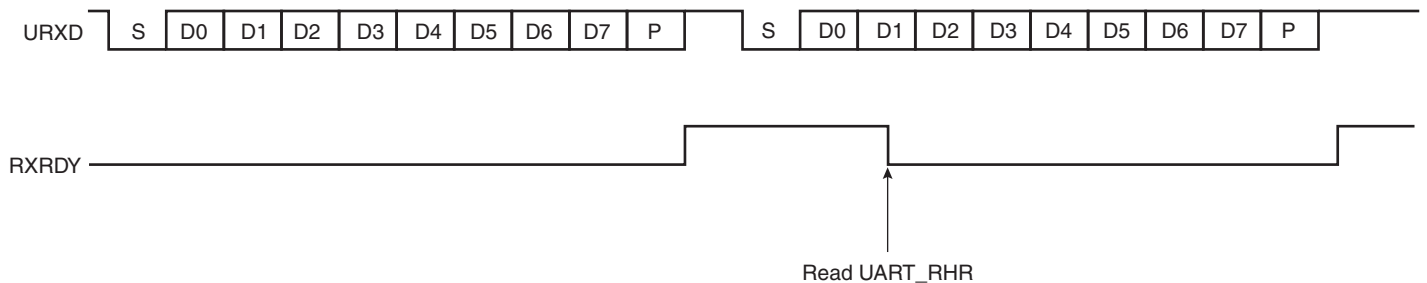 URXD S D0 D1 D2 D3 D4 D5 D6 D7 P S D0 D1 D2 D3 D4 D5 D6 D7 P
RXRDY
Read UART_RHR